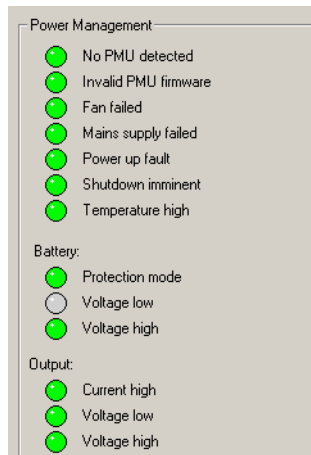 Power Management
No PMU detected
Invalid PMU firmware
Fan failed
Mains supply failed
Power up fault
Shutdown imminent
Temperature high
Battery:
Protection mode
Voltage low
Voltage high
Output:
Current high
Voltage low
Voltage high